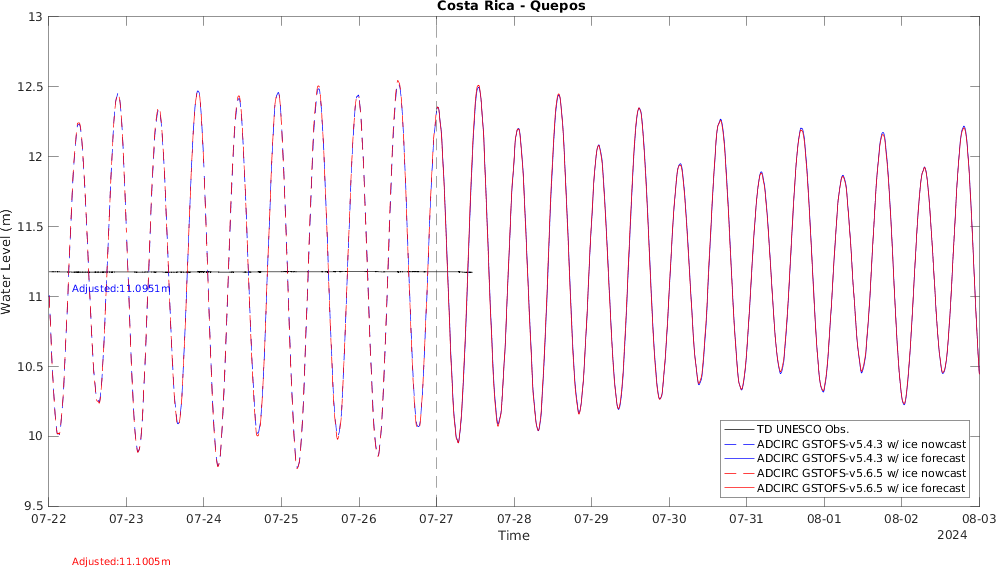 Costa Rica - Quepos
13
12.5
12
11.5
11
10.5
10
9.5
Water Level (m)
Adjusted:11.0951m
TD UNESCO Obs.
ADCIRC GSTOFS-v5.4.3 w/ ice nowcast
ADCIRC GSTOFS-v5.4.3 w/ ice forecast
ADCIRC GSTOFS-v5.6.5 w/ ice nowcast
ADCIRC GSTOFS-v5.6.5 w/ ice forecast
07-22 07-23 07-24 07-25 07-26 07-27 07-28 07-29 07-30 07-31 08-01 08-02 08-03
Time
2024
Adjusted:11.1005m